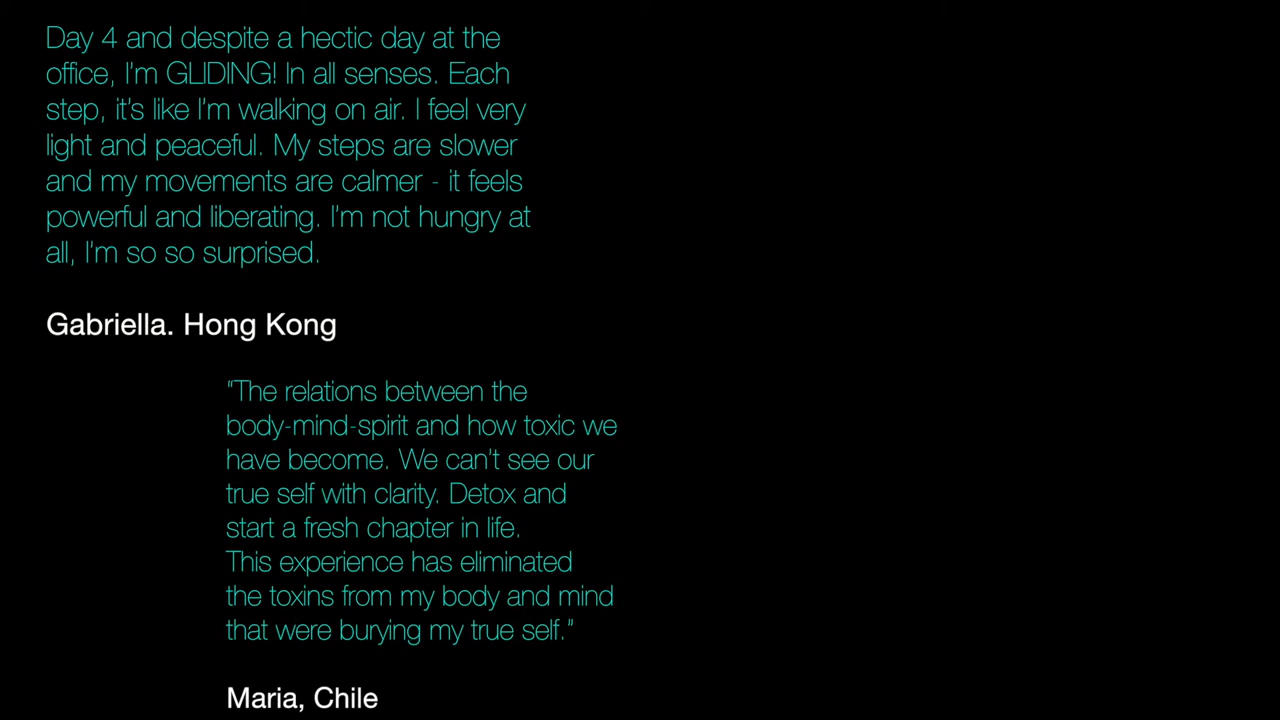 Day 4 and despite a hectic day at the
office, I'm GLIDING! In all senses. Each
step, it's like I'm walking on air. I feel very
light and peaceful. My steps are slower
and my movements are calmer - it feels
powerful and liberating. I'm not hungry at
all, I'm so so surprised.
Gabriella. Hong Kong
“The relations between the
body-mind-spirit and how toxic we
have become. We can't see our
true self with clarity. Detox and
start a fresh chapter in life.
This experience has eliminated
the toxins from my body and mind
that were burying my true self.”
Maria, Chile